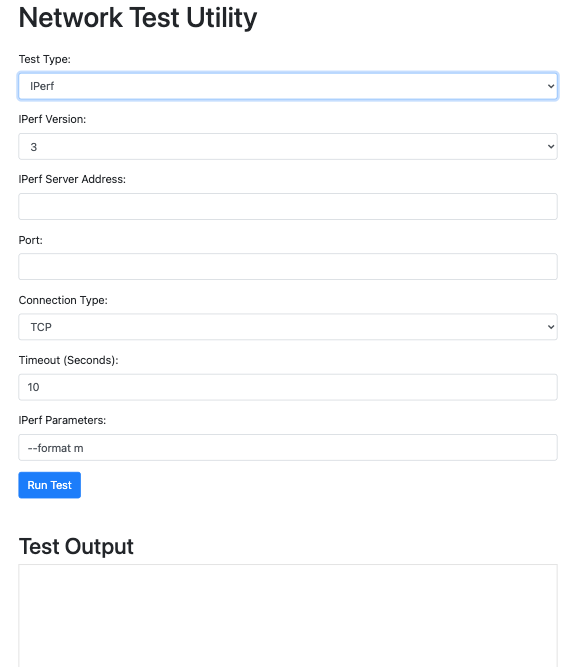 Network Test Utility
Test Type:
IPerf
IPerf Version:
3
IPerf Server Address:
Port:
Connection Type:
TCP
Timeout (Seconds):
10
IPerf Parameters:
--format m
Run Test
Test Output